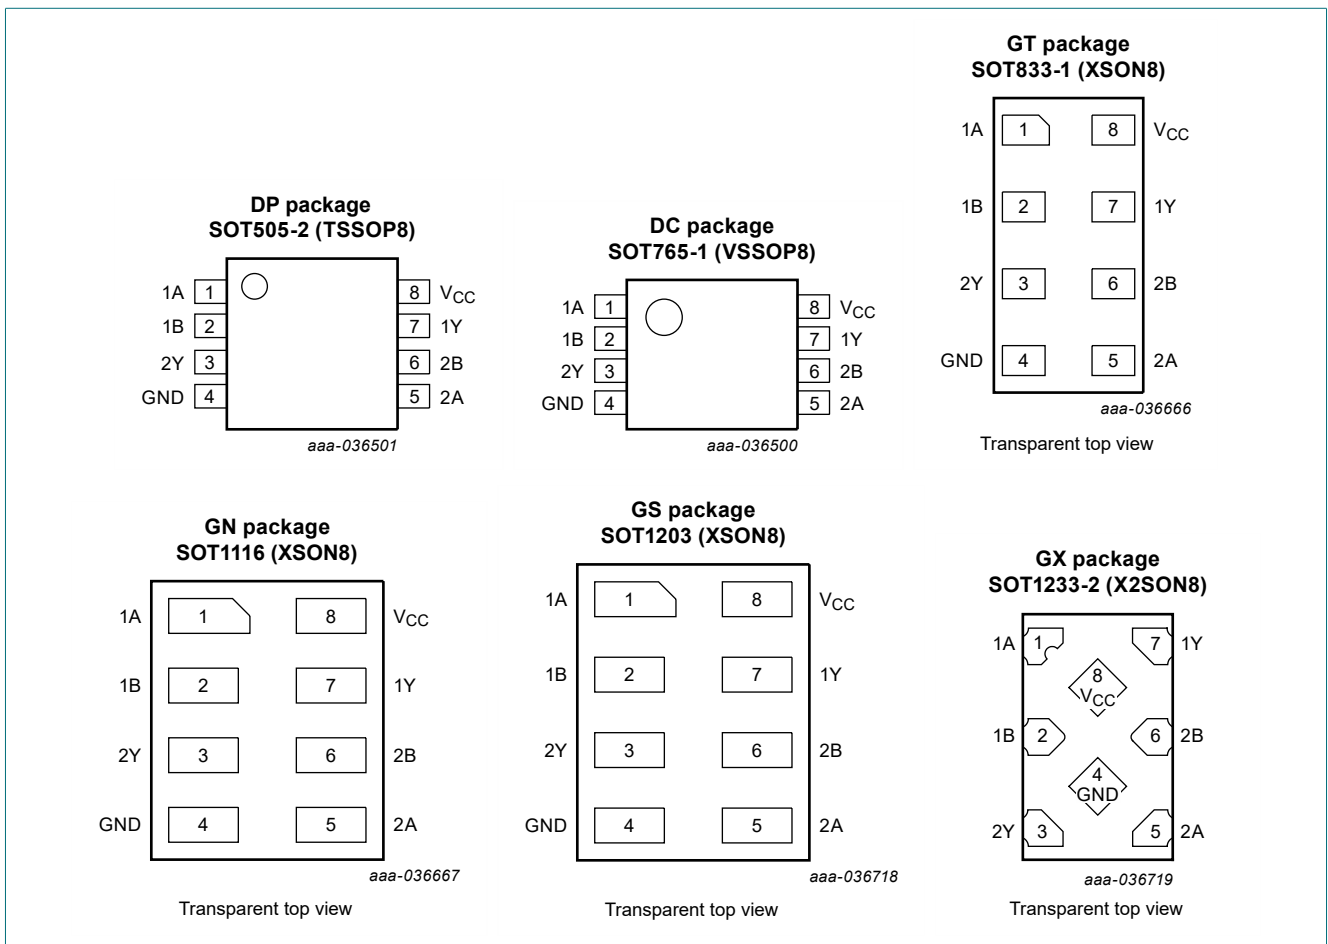 GT package
SOT833-1 (XSON8)
1A 1 8 VCC
1B 2 7 1Y
2Y 3 6 2B
GND 4 5 2A
aaa-036666
Transparent top view
DP package
SOT505-2 (TSSOP8)
1A 1 8 VCC
1B 2 7 1Y
2Y 3 6 2B
GND 4 5 2A
aaa-036501
DC package
SOT765-1 (VSSOP8)
1A 1 8 VCC
1B 2 7 1Y
2Y 3 6 2B
GND 4 5 2A
aaa-036500
GN package
SOT1116 (XSON8)
1A 1 8 VCC
1B 2 7 1Y
2Y 3 6 2B
GND 4 5 2A
aaa-036667
Transparent top view
GS package
SOT1203 (XSON8)
1A 1 8 VCC
1B 2 7 1Y
2Y 3 6 2B
GND 4 5 2A
aaa-036718
Transparent top view
GX package
SOT1233-2 (X2SON8)
1A 1 7 1Y
8
VCC
1B 2 6 2B
4
GND
2Y 3 5 2A
aaa-036719
Transparent top view